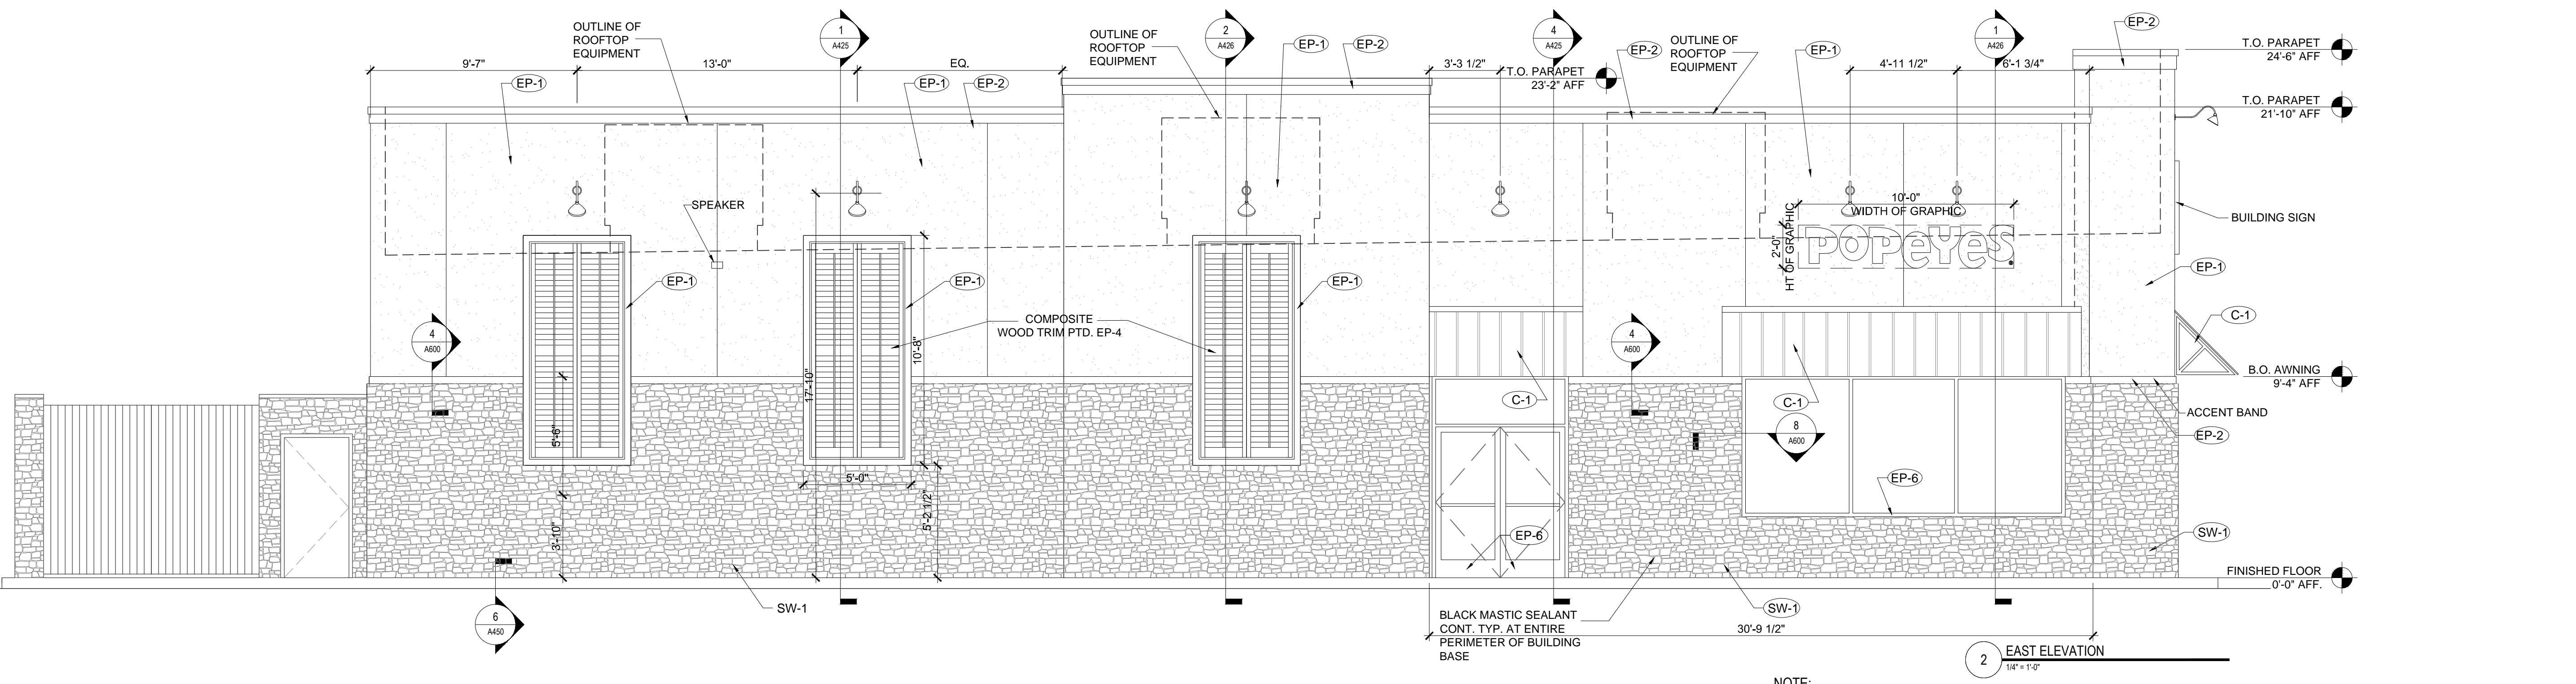 OUTLINE OF
ROOFTOP
EQUIPMENT
1
A425
OUTLINE OF
ROOFTOP
EQUIPMENT
2
A426
EP-1
EP-2
4
A425
EP-2
OUTLINE OF
ROOFTOP
EQUIPMENT
EP-1
1
A426
EP-2
T.O. PARAPET
24'-6" AFF
9'-7"
13'-0"
EQ.
3'-3 1/2"
T.O. PARAPET
23'-2" AFF
4'-11 1/2"
6'-1 3/4"
EP-1
EP-1
EP-2
T.O. PARAPET
21'-10" AFF
SPEAKER
10'-0"
WIDTH OF GRAPHIC
2'-0"
HT OF GRAPHIC
POPEYES
BUILDING SIGN
EP-1
EP-1
EP-1
EP-1
4
A600
COMPOSITE
WOOD TRIM PTD. EP-4
10'-8"
17'-10"
4
A600
C-1
B.O. AWNING
9'-4" AFF
C-1
C-1
ACCENT BAND
EP-2
8
A600
5'-6"
5'-0"
5'-2 1/2"
3'-10"
EP-6
EP-6
SW-1
FINISHED FLOOR
0'-0" AFF.
6
A450
SW-1
SW-1
BLACK MASTIC SEALANT
CONT. TYP. AT ENTIRE
PERIMETER OF BUILDING
BASE
30'-9 1/2"
2
EAST ELEVATION
1/4" = 1'-0"
NOTE: